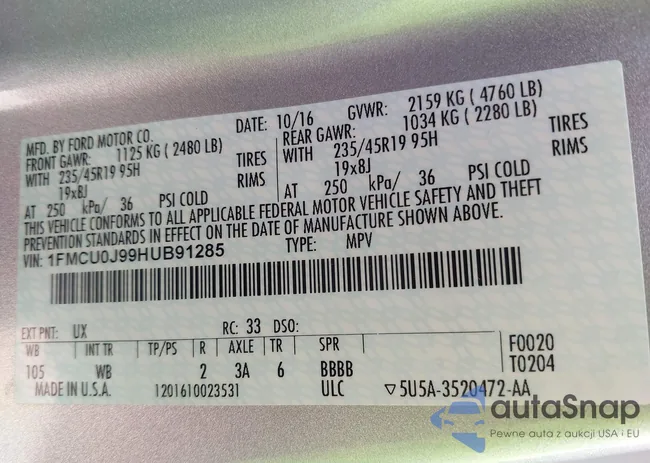 MFD. BY FORD MOTOR CO.
DATE: 10/16 GVWR: 2159 KG ( 4760 LB)
FRONT GAWR: 1125 KG ( 2480 LB) REAR GAWR: 1034 KG ( 2280 LB)
WITH 235/45R19 95H TIRES WITH 235/45R19 95H TIRES
19x8J RIMS 19x8J RIMS
AT 250 kPa/ 36 PSI COLD AT 250 kPa/ 36 PSI COLD
THIS VEHICLE CONFORMS TO ALL APPLICABLE FEDERAL MOTOR VEHICLE SAFETY AND THEFT
PREVENTION STANDARDS IN EFFECT ON THE DATE OF MANUFACTURE SHOWN ABOVE.
VIN: 1FMCU0J99HUB91285 TYPE: MPV
EXT PNT: UX RC: 33 DSO:
WB INT TR TP/PS R AXLE TR SPR F0020
105 WB 2 3A 6 BBBB T0204
MADE IN U.S.A. 1201610023531 ULC ▽5U5A-3520472-AA
autaSnap
Pewne auta z aukcji USA i EU